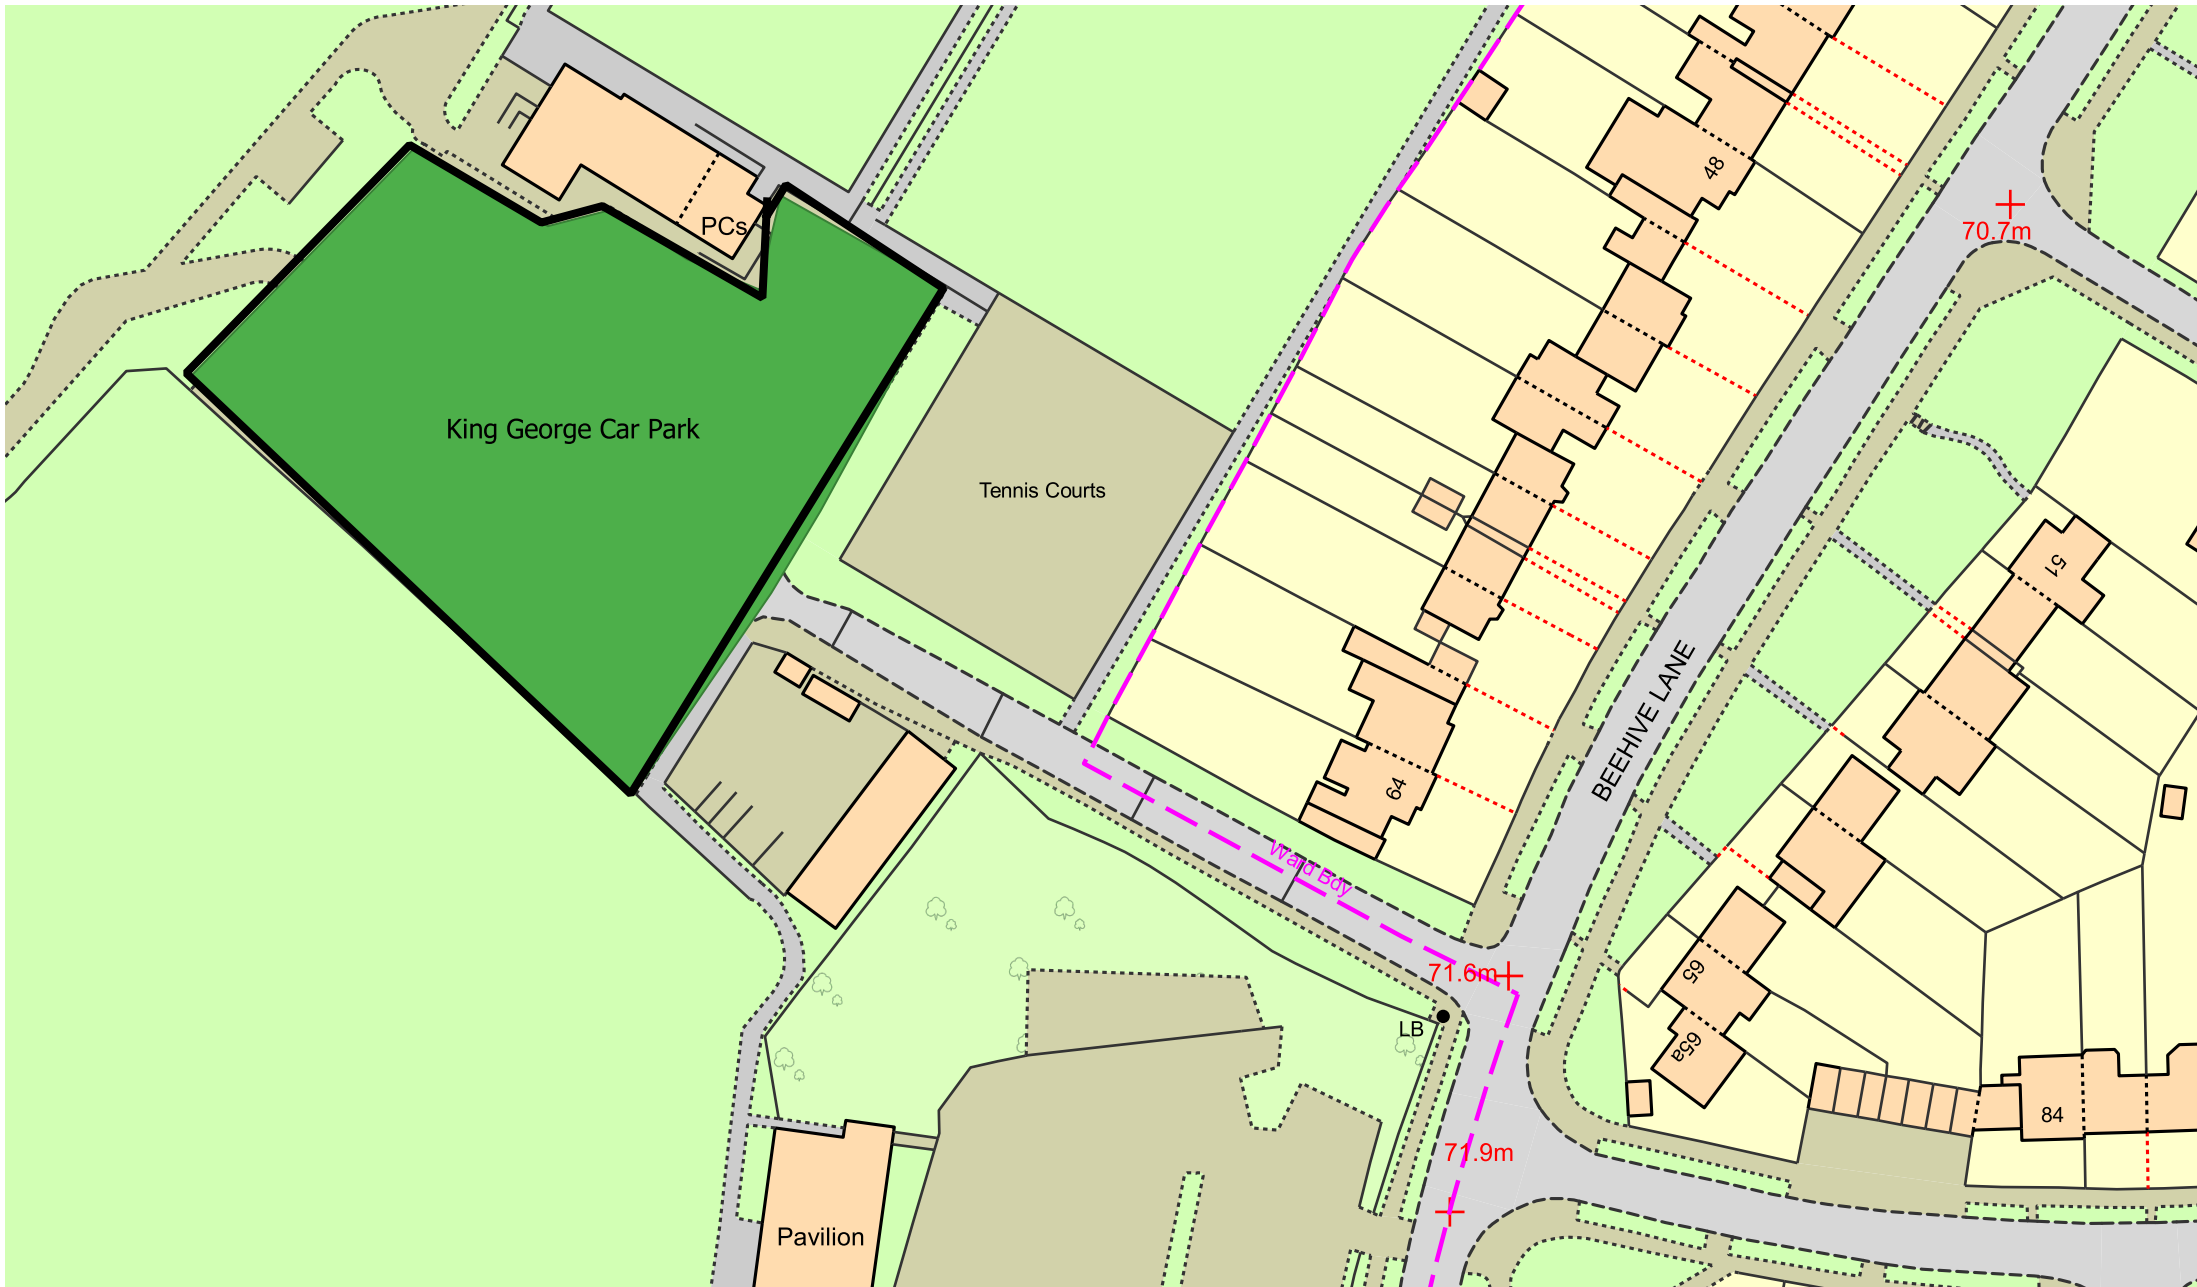 48
PCs
70.7m
King George Car Park
Tennis Courts
51
BEEHIVE LANE
64
Ward Bdy
65
71.6m
LB
65a
84
71.9m
Pavilion